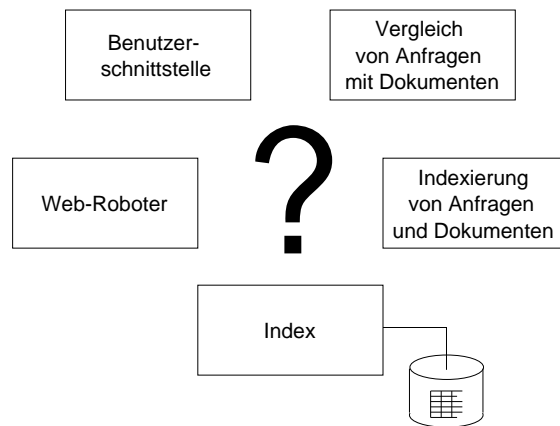 Benutzer-
schnittstelle
Vergleich
von Anfragen
mit Dokumenten
?
Web-Roboter
Indexierung
von Anfragen
und Dokumenten
Index